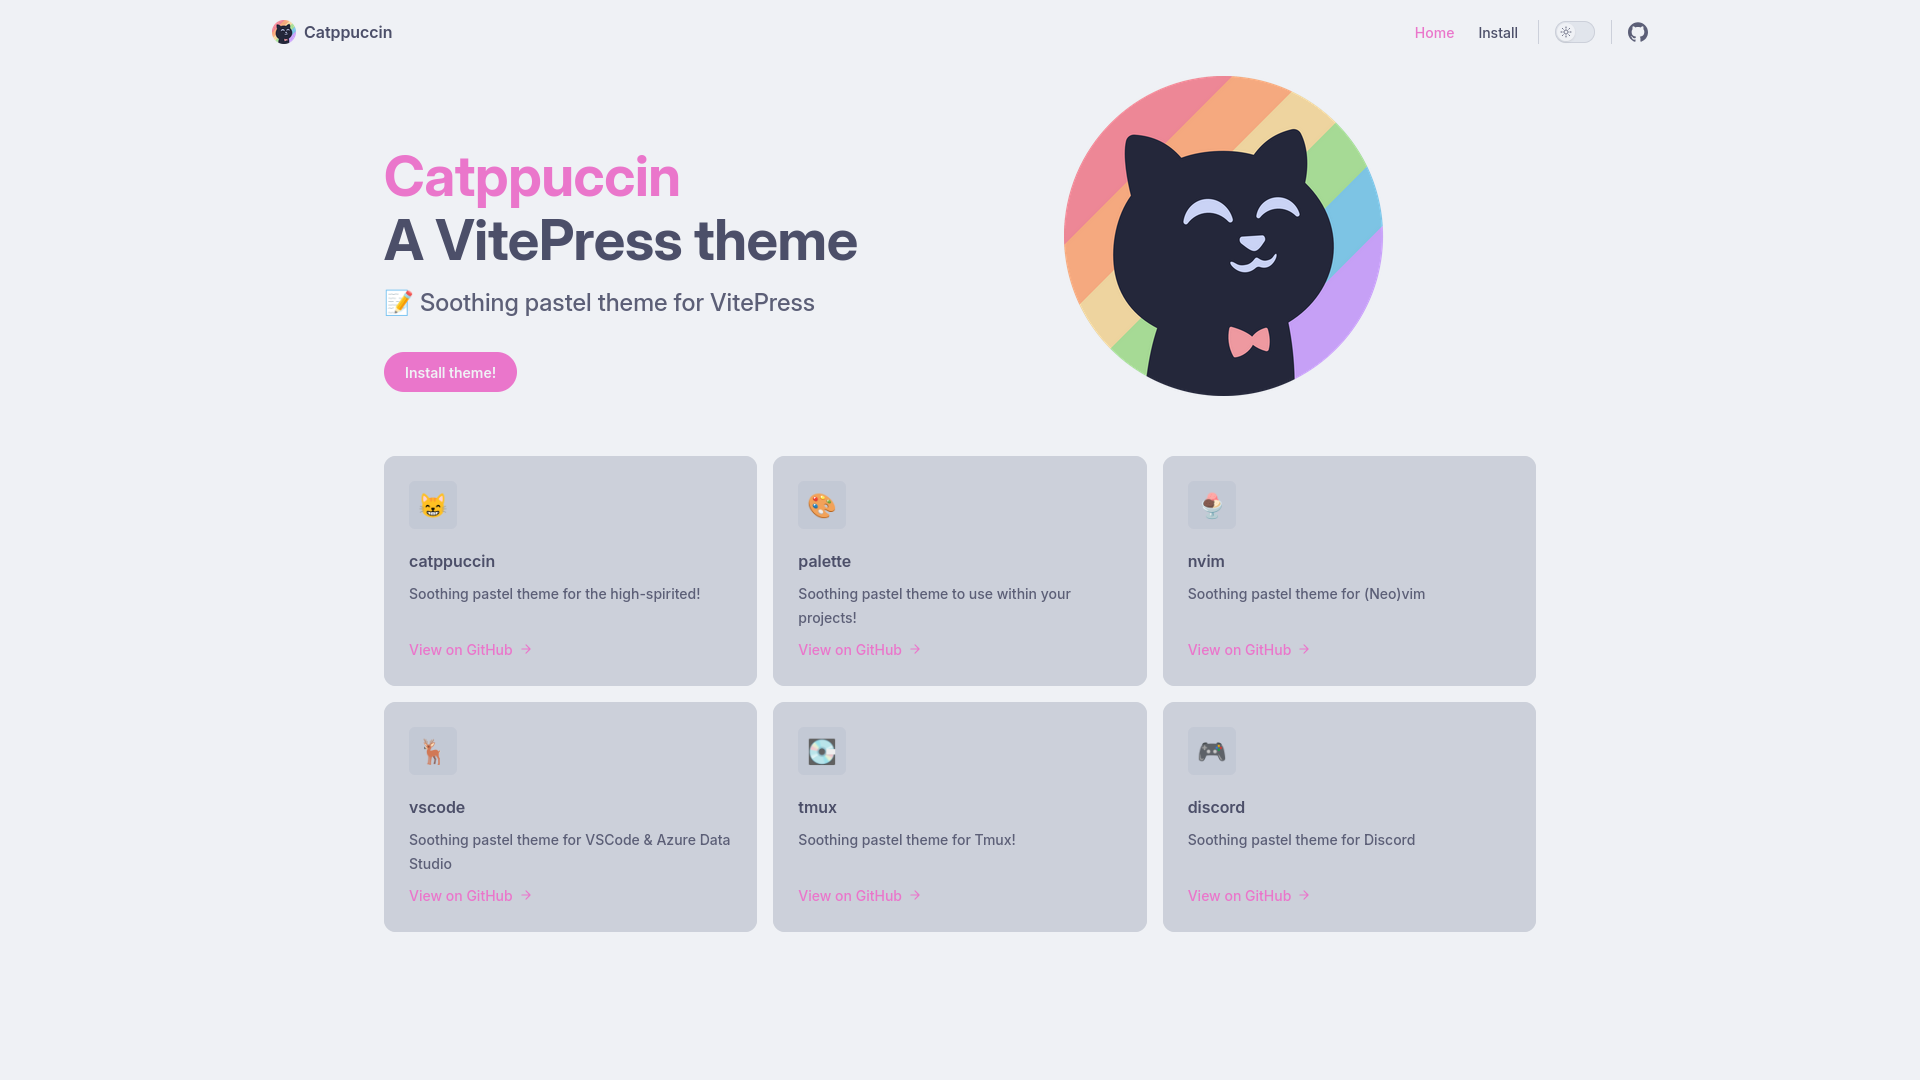 Catppuccin
Home
Install
Catppuccin
A VitePress theme
📝 Soothing pastel theme for VitePress
Install theme!
catppuccin
Soothing pastel theme for the high-spirited!
View on GitHub →
palette
Soothing pastel theme to use within your
projects!
View on GitHub →
nvim
Soothing pastel theme for (Neo)vim
View on GitHub →
vscode
Soothing pastel theme for VSCode & Azure Data
Studio
View on GitHub →
tmux
Soothing pastel theme for Tmux!
View on GitHub →
discord
Soothing pastel theme for Discord
View on GitHub →